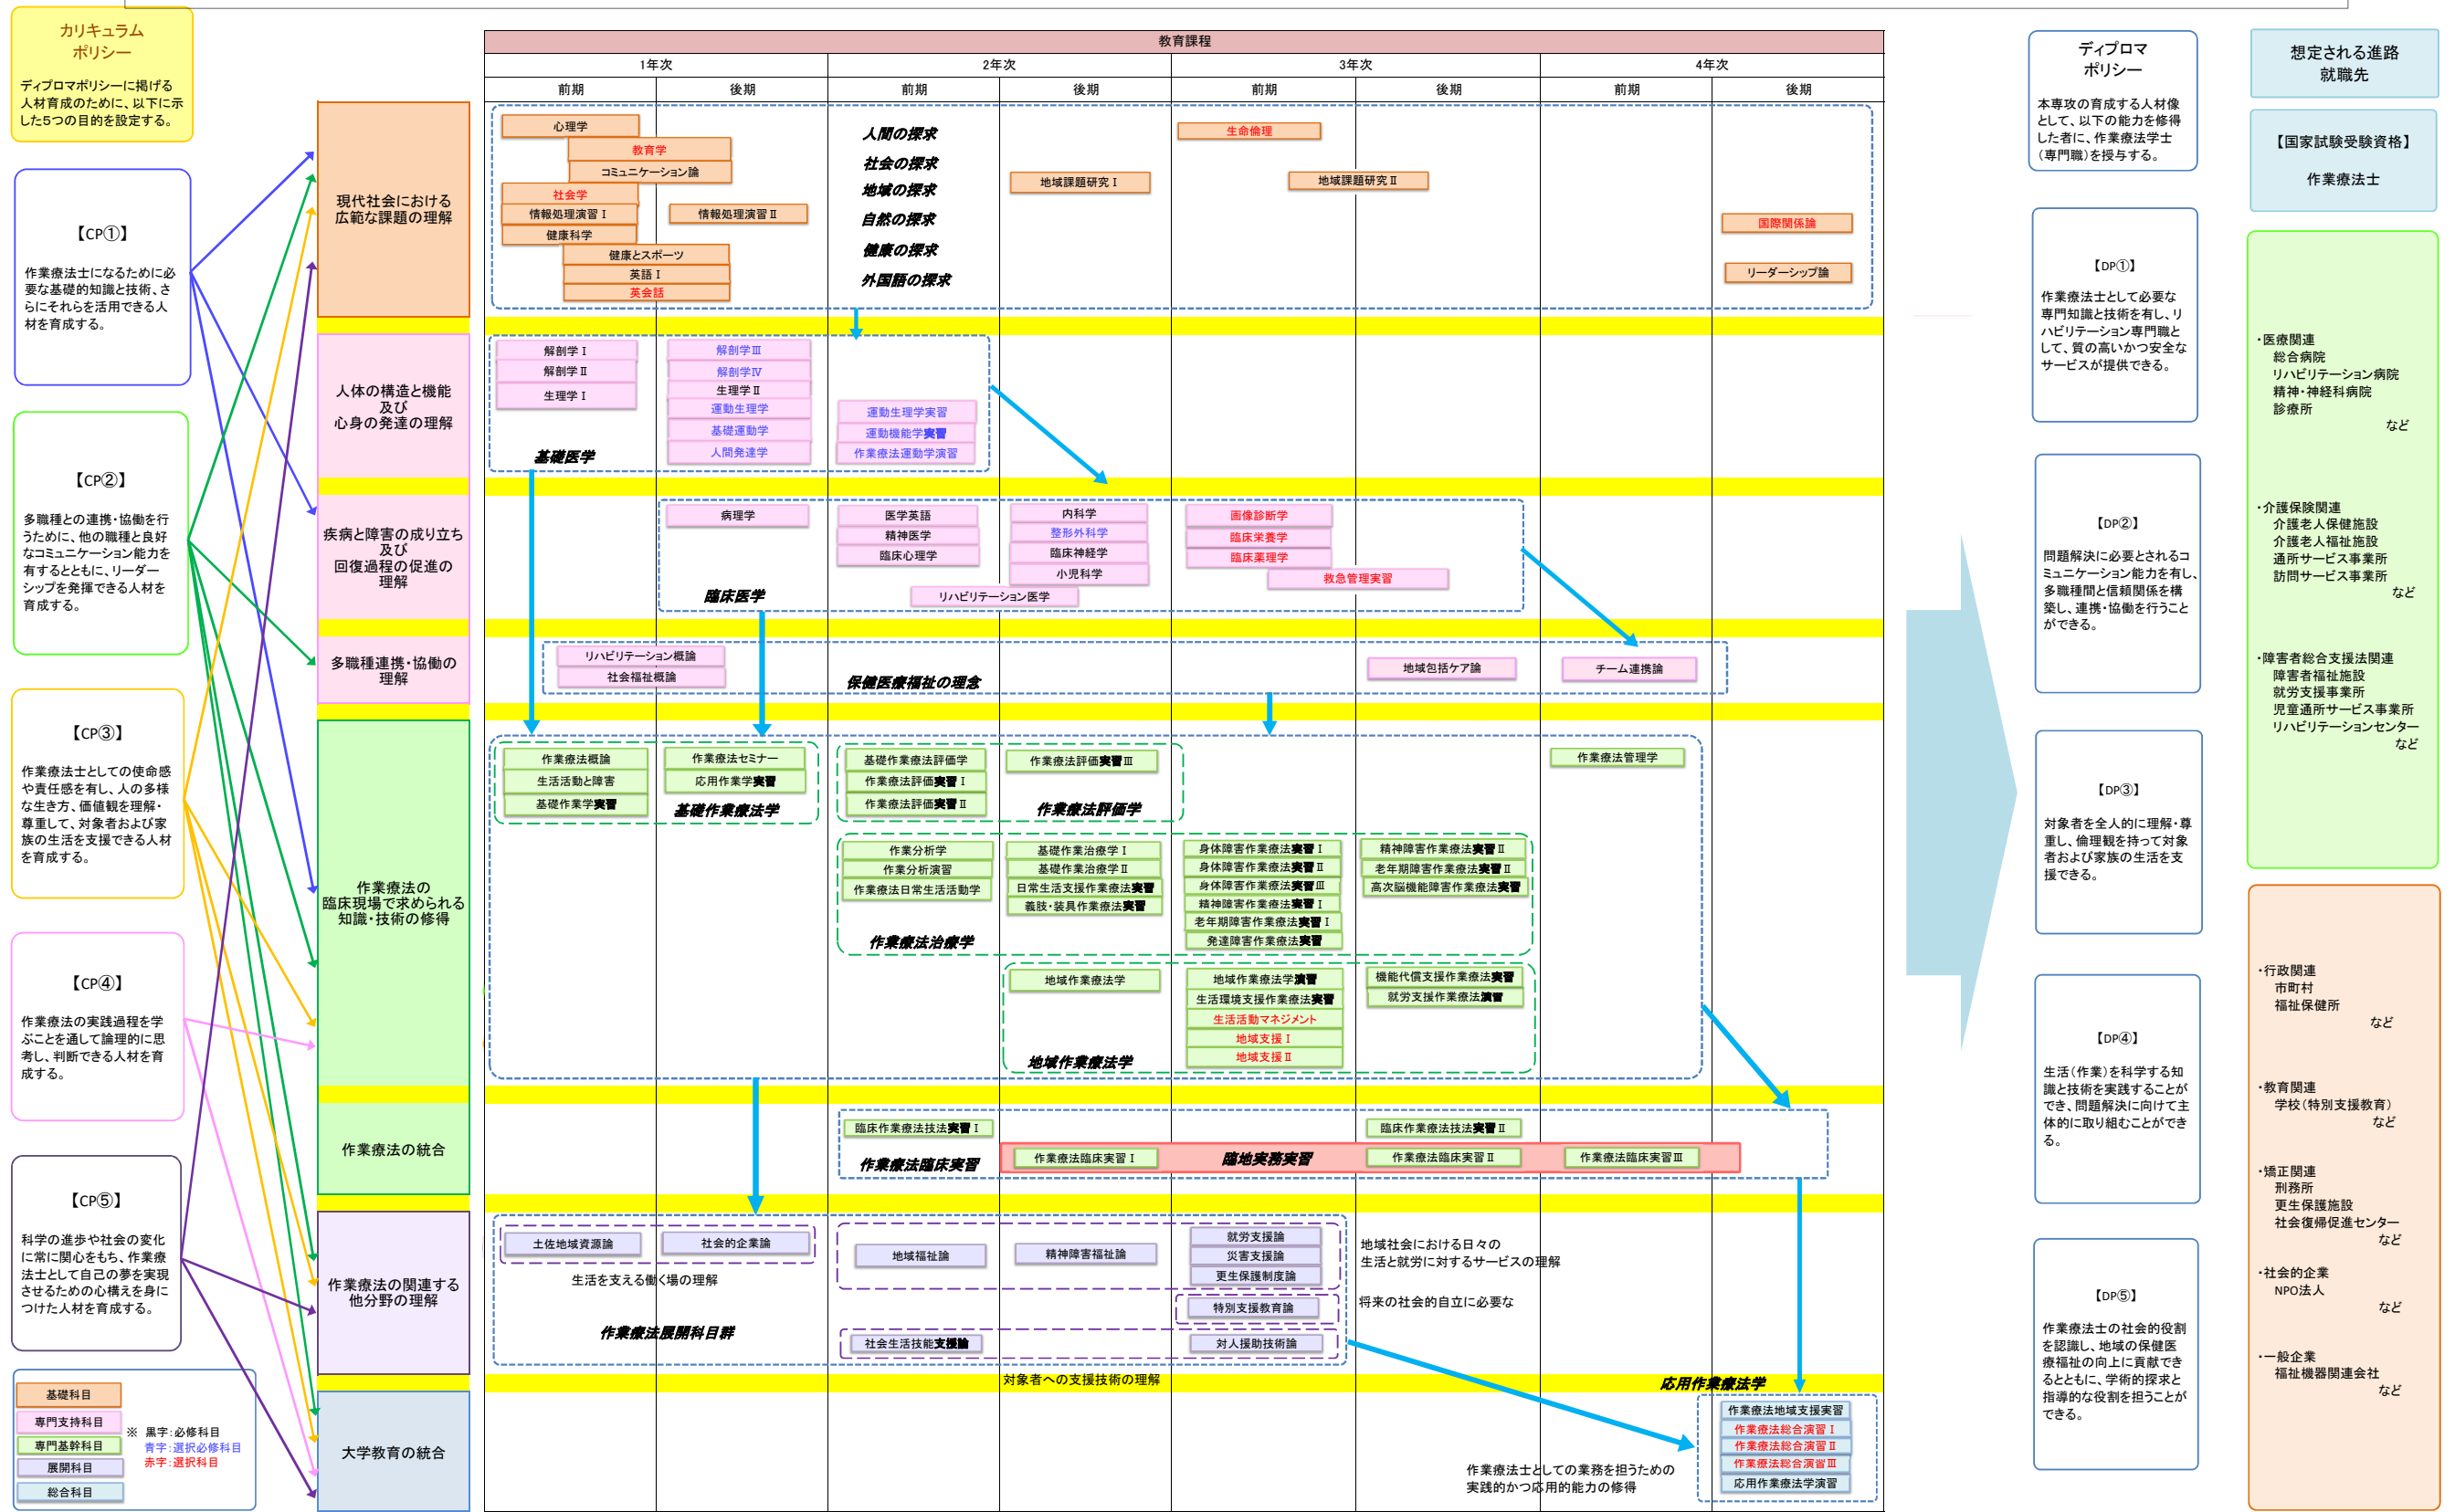 カリキュラム
ポリシー
ディプロマポリシーに掲げる
人材育成のために、以下に示
した5つの目的を設定する。
【CP①】
作業療法士になるために必
要な基礎的知識と技術、さ
らにそれらを活用できる人
材を育成する。
【CP②】
多職種との連携・協働を行
うために、他の職種と良好
なコミュニケーション能力を
有するとともに、リーダー
シップを発揮できる人材を
育成する。
【CP③】
作業療法士としての使命感
や責任感を有し、人の多様
な生き方、価値観を理解・
尊重して、対象者および家
族の生活を支援できる人材
を育成する。
【CP④】
作業療法の実践過程を学
ぶことを通して論理的に思
考し、判断できる人材を育
成する。
【CP⑤】
科学の進歩や社会の変化
に常に関心をもち、作業療
法士として自己の夢を実現
させるための心構えを身に
つけた人材を育成する。
基礎科目
専門支持科目
専門基幹科目
展開科目
総合科目
※ 黒字：必修科目
青字：選択必修科目
赤字：選択科目
現代社会における
広範な課題の理解
人体の構造と機能
及び
心身の発達の理解
疾病と障害の成り立ち
及び
回復過程の促進の
理解
多職種連携・協働の
理解
作業療法の
臨床現場で求められる
知識・技術の修得
作業療法の統合
作業療法の関連する
他分野の理解
大学教育の統合
教育課程
1年次 2年次 3年次 4年次
前期 後期 前期 後期 前期 後期 前期 後期
心理学
教育学
コミュニケーション論
社会学
情報処理演習Ⅰ
情報処理演習Ⅱ
健康科学
健康とスポーツ
英語Ⅰ
英会話
人間の探求
社会の探求
地域の探求
自然の探求
健康の探求
外国語の探求
地域課題研究Ⅰ
生命倫理
地域課題研究Ⅱ
国際関係論
リーダーシップ論
解剖学Ⅰ
解剖学Ⅱ
生理学Ⅰ
基礎医学
解剖学Ⅲ
解剖学Ⅳ
生理学Ⅱ
運動生理学
基礎運動学
人間発達学
運動生理学実習
運動機能学実習
作業療法運動学演習
病理学
臨床医学
医学英語
精神医学
臨床心理学
リハビリテーション医学
内科学
整形外科学
臨床神経学
小児科学
画像診断学
臨床栄養学
臨床薬理学
救急管理実習
リハビリテーション概論
社会福祉概論
保健医療福祉の理念
地域包括ケア論
チーム連携論
作業療法概論
生活活動と障害
基礎作業学実習
作業療法セミナー
応用作業学実習
基礎作業療法学
基礎作業療法評価学
作業療法評価実習Ⅰ
作業療法評価実習Ⅱ
作業療法評価実習Ⅲ
作業療法評価学
作業療法管理学
作業分析学
作業分析演習
作業療法日常生活活動学
作業療法治療学
基礎作業治療学Ⅰ
基礎作業治療学Ⅱ
日常生活支援作業療法実習
義肢・装具作業療法実習
身体障害作業療法実習Ⅰ
身体障害作業療法実習Ⅱ
身体障害作業療法実習Ⅲ
精神障害作業療法実習Ⅰ
老年期障害作業療法実習Ⅰ
発達障害作業療法実習
精神障害作業療法実習Ⅱ
老年期障害作業療法実習Ⅱ
高次脳機能障害作業療法実習
地域作業療法学
地域作業療法学
地域作業療法学演習
生活環境支援作業療法実習
生活活動マネジメント
地域支援Ⅰ
地域支援Ⅱ
機能代償支援作業療法実習
就労支援作業療法演習
臨床作業療法技法実習Ⅰ
作業療法臨床実習
臨床作業療法技法実習Ⅱ
作業療法臨床実習Ⅰ
臨地実務実習
作業療法臨床実習Ⅱ
作業療法臨床実習Ⅲ
土佐地域資源論
社会的企業論
生活を支える働く場の理解
作業療法展開科目群
地域福祉論
精神障害福祉論
就労支援論
災害支援論
更生保護制度論
地域社会における日々の
生活と就労に対するサービスの理解
特別支援教育論
将来の社会的自立に必要な
社会生活技能支援論
対人援助技術論
対象者への支援技術の理解
応用作業療法学
作業療法地域支援実習
作業療法総合演習Ⅰ
作業療法総合演習Ⅱ
作業療法総合演習Ⅲ
応用作業療法学演習
作業療法士としての業務を担うための
実践的かつ応用的能力の修得
ディプロマ
ポリシー
本専攻の育成する人材像
として、以下の能力を修得
した者に、作業療法学士
（専門職）を授与する。
【DP①】
作業療法士として必要な
専門知識と技術を有し、リ
ハビリテーション専門職と
して、質の高いかつ安全な
サービスが提供できる。
【DP②】
問題解決に必要とされるコ
ミュニケーション能力を有し、
多職種間と信頼関係を構
築し、連携・協働を行うこと
ができる。
【DP③】
対象者を全人的に理解・尊
重し、倫理観を持って対象
者および家族の生活を支
援できる。
【DP④】
生活（作業）を科学する知
識と技術を実践することが
でき、問題解決に向けて主
体的に取り組むことができ
る。
【DP⑤】
作業療法士の社会的役割
を認識し、地域の保健医
療福祉の向上に貢献でき
るとともに、学術的探求と
指導的な役割を担うことが
できる。
想定される進路
就職先
【国家試験受験資格】
作業療法士
・医療関連
総合病院
リハビリテーション病院
精神・神経科病院
診療所
など
・介護保険関連
介護老人保健施設
介護老人福祉施設
通所サービス事業所
訪問サービス事業所
など
・障害者総合支援法関連
障害者福祉施設
就労支援事業所
児童通所サービス事業所
リハビリテーションセンター
など
・行政関連
市町村
福祉保健所
など
・教育関連
学校（特別支援教育）
など
・矯正関連
刑務所
更生保護施設
社会復帰促進センター
など
・社会的企業
NPO法人
など
・一般企業
福祉機器関連会社
など